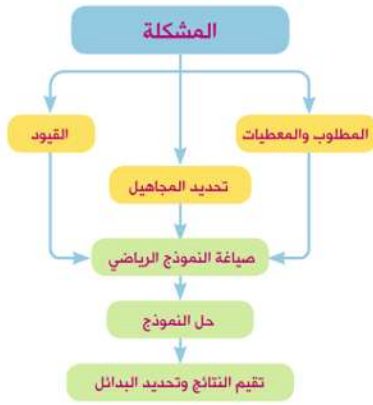 المشكلة
المطلوب والمعطيات
القيود
تحديد المجاهيل
صياغة النموذج الرياضي
حل النموذج
تقيم النتائج وتحديد البدائل